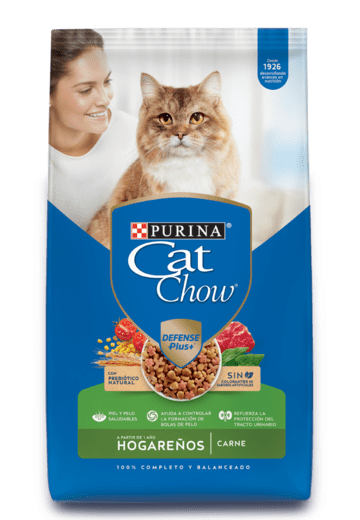 Desde
1926
desarrollando
avances en
nutrición
PURINA®
Cat
Chow®
DEFENSE
Plus+
CON
PREBIÓTICO
NATURAL
SIN
COLORANTES NI
SABORES ARTIFICIALES
PIEL Y PELO
SALUDABLES
AYUDA A CONTROLAR
LA FORMACIÓN DE
BOLAS DE PELO
REFUERZA LA
PROTECCIÓN DEL
TRACTO URINARIO
A PARTIR DE 1 AÑO
HOGAREÑOS
CARNE
100% COMPLETO Y BALANCEADO